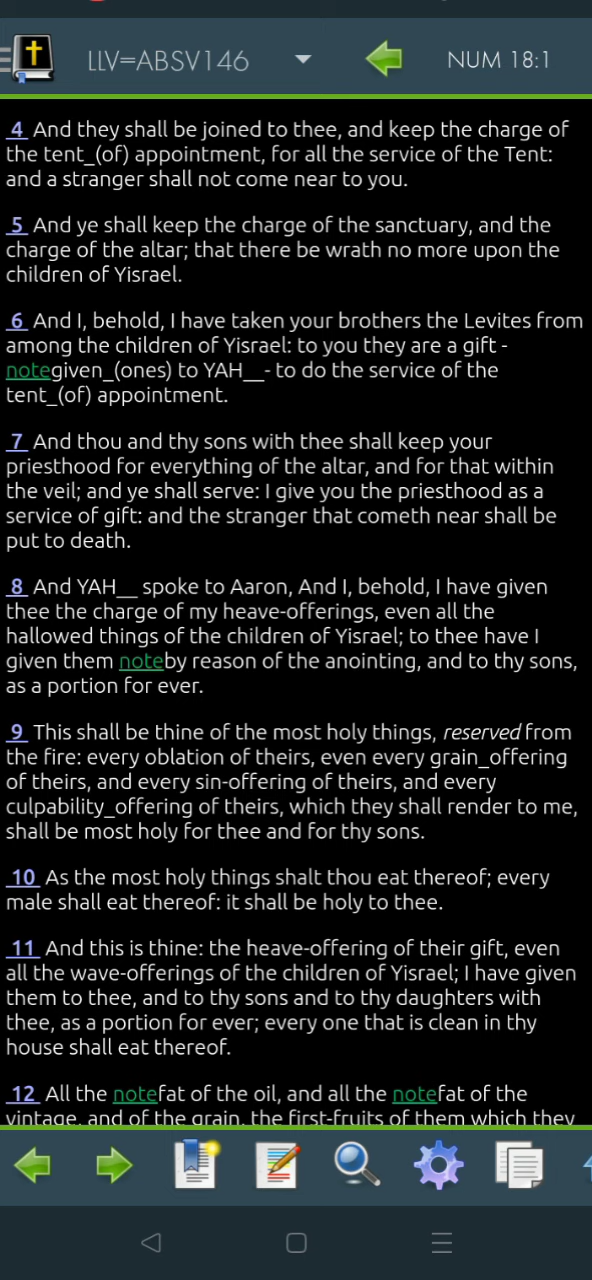 LLV=ABSV146
NUM 18:1
4 And they shall be joined to thee, and keep the charge of
the tent_(of) appointment, for all the service of the Tent:
and a stranger shall not come near to you.
5 And ye shall keep the charge of the sanctuary, and the
charge of the altar; that there be wrath no more upon the
children of Yisrael.
6 And I, behold, I have taken your brothers the Levites from
among the children of Yisrael: to you they are a gift -
notegiven_(ones) to YAH__- to do the service of the
tent_(of) appointment.
7 And thou and thy sons with thee shall keep your
priesthood for everything of the altar, and for that within
the veil; and ye shall serve: I give you the priesthood as a
service of gift: and the stranger that cometh near shall be
put to death.
8 And YAH__ spoke to Aaron, And I, behold, I have given
thee the charge of my heave-offerings, even all the
hallowed things of the children of Yisrael; to thee have I
given them noteby reason of the anointing, and to thy sons,
as a portion for ever.
9 This shall be thine of the most holy things, reserved from
the fire: every oblation of theirs, even every grain_offering
of theirs, and every sin-offering of theirs, and every
culpability_offering of theirs, which they shall render to me,
shall be most holy for thee and for thy sons.
10 As the most holy things shalt thou eat thereof; every
male shall eat thereof: it shall be holy to thee.
11 And this is thine: the heave-offering of their gift, even
all the wave-offerings of the children of Yisrael; I have given
them to thee, and to thy sons and to thy daughters with
thee, as a portion for ever; every one that is clean in thy
house shall eat thereof.
12 All the notefat of the oil, and all the notefat of the
vintage, and of the grain, the first-fruits of them which they